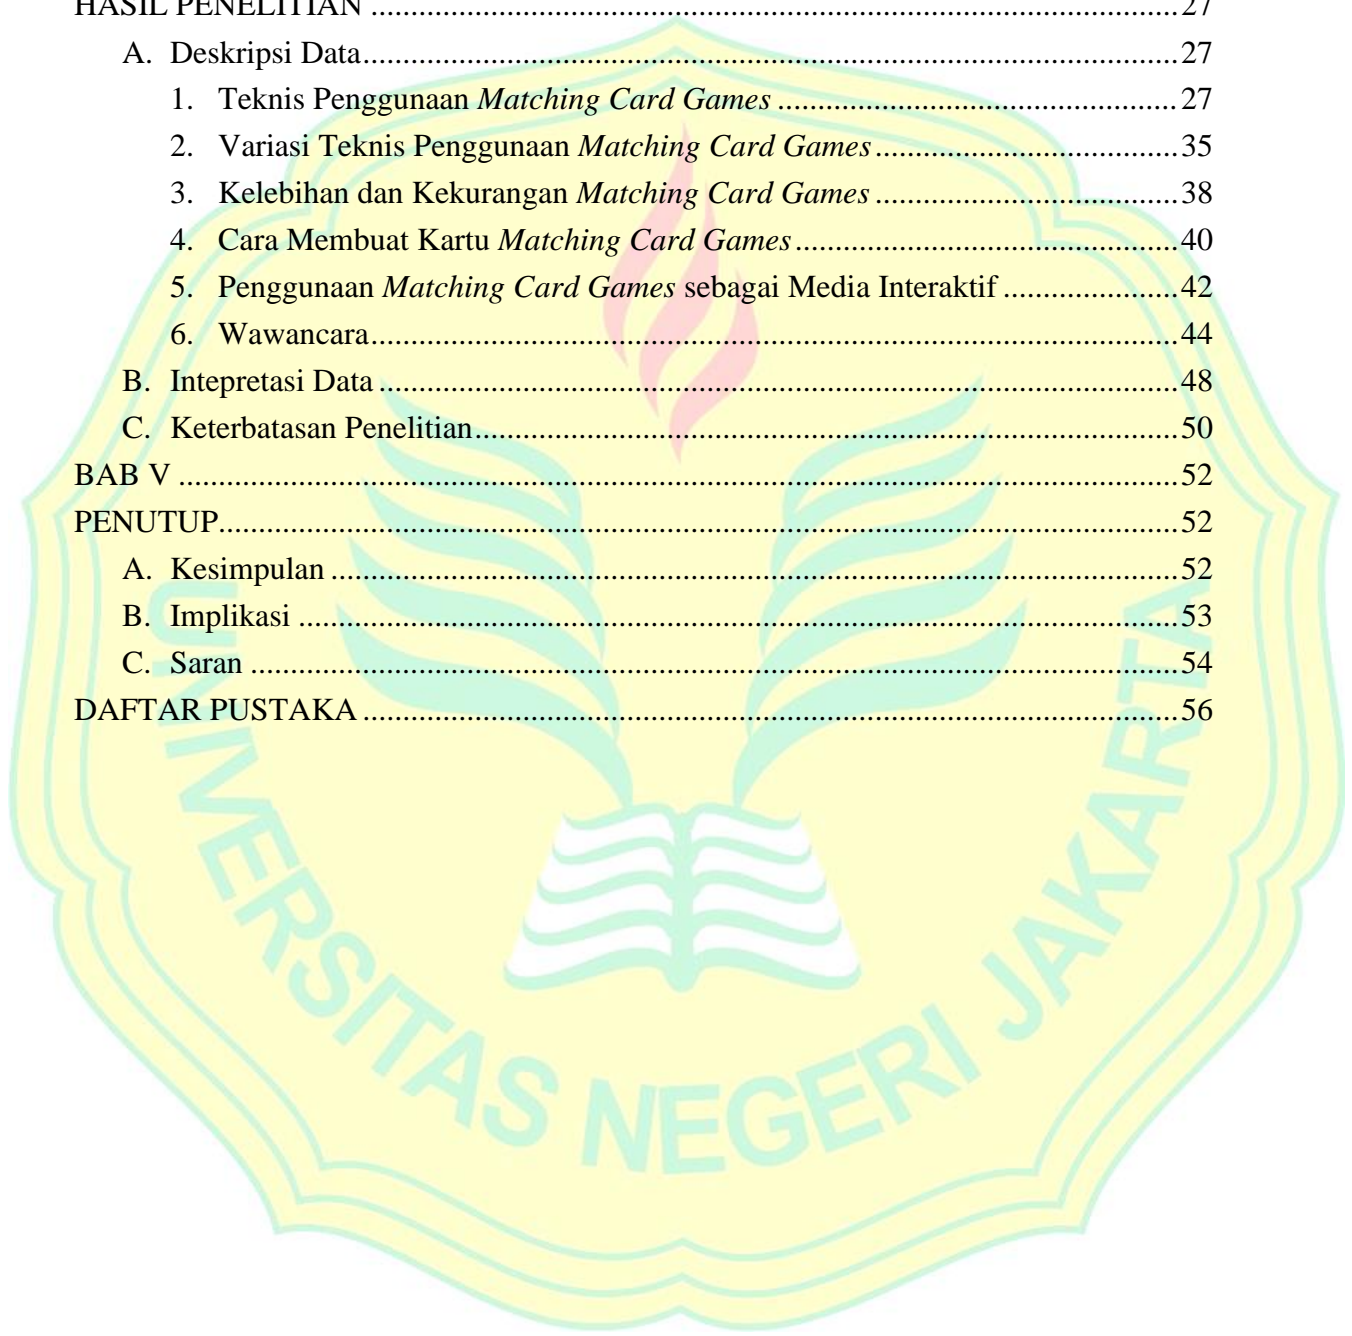 HASIL PENELITIAN ........................................................................................................ 27
A. Deskripsi Data ........................................................................................................ 27
1. Teknis Penggunaan Matching Card Games .................................................... 27
2. Variasi Teknis Penggunaan Matching Card Games ....................................... 35
3. Kelebihan dan Kekurangan Matching Card Games ....................................... 38
4. Cara Membuat Kartu Matching Card Games ................................................. 40
5. Penggunaan Matching Card Games sebagai Media Interaktif ...................... 42
6. Wawancara ........................................................................................................ 44
B. Intepretasi Data ...................................................................................................... 48
C. Keterbatasan Penelitian .......................................................................................... 50
BAB V ................................................................................................................................ 52
PENUTUP .......................................................................................................................... 52
A. Kesimpulan ............................................................................................................ 52
B. Implikasi ................................................................................................................ 53
C. Saran ...................................................................................................................... 54
DAFTAR PUSTAKA ........................................................................................................ 56
UNIVERSITAS NEGERI JAKARTA